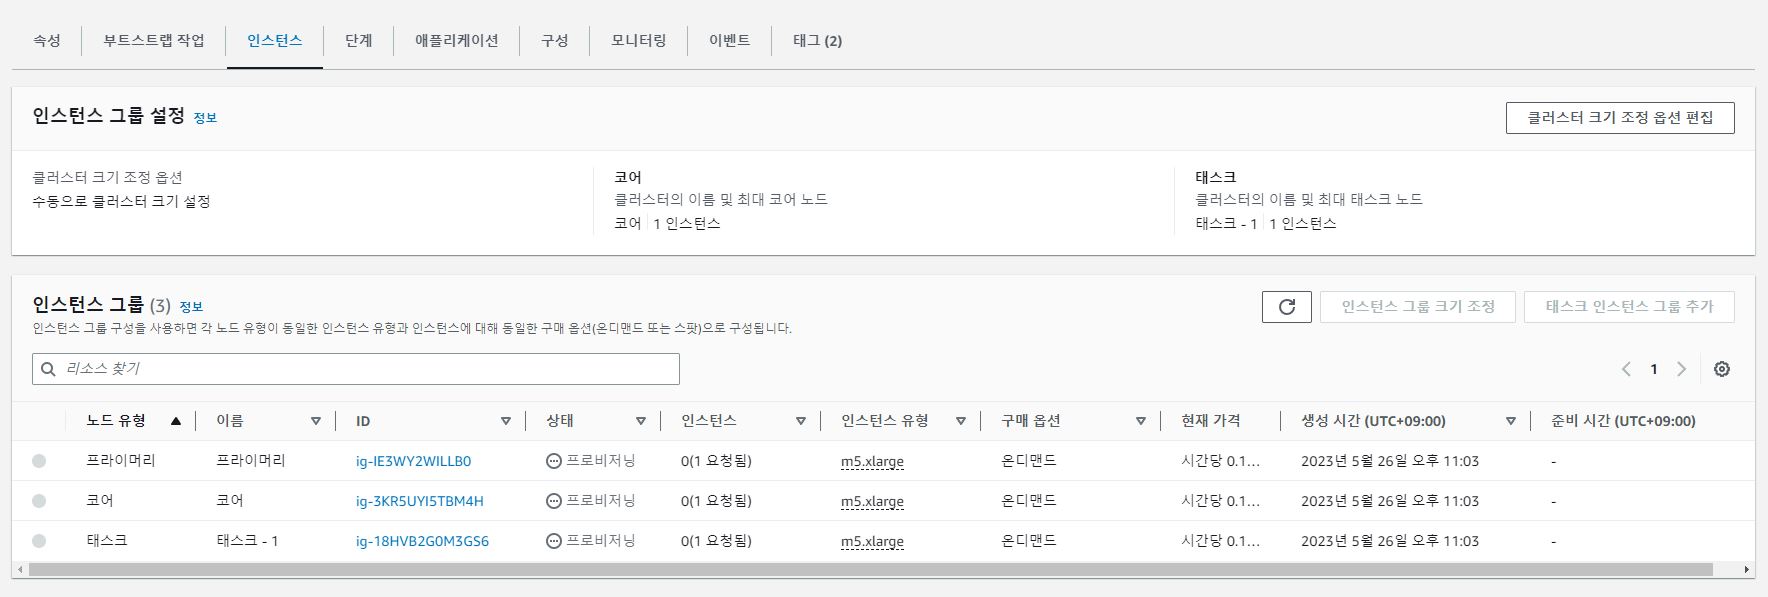 속성 부트스트랩 작업 인스턴스 단계 애플리케이션 구성 모니터링 이벤트 태그 (2)
인스턴스 그룹 설정 정보 클러스터 크기 조정 옵션 편집
클러스터 크기 조정 옵션
수동으로 클러스터 크기 설정
코어
클러스터의 이름 및 최대 코어 노드
코어 1 인스턴스
태스크
클러스터의 이름 및 최대 태스크 노드
태스크 - 1 1 인스턴스
인스턴스 그룹 (3) 정보 인스턴스 그룹 크기 조정 태스크 인스턴스 그룹 추가
인스턴스 그룹 구성을 사용하면 각 노드 유형이 동일한 인스턴스 유형과 인스턴스에 대해 동일한 구매 옵션(온디맨드 또는 스팟)으로 구성됩니다.
리소스 찾기 1
노드 유형 이름 ID 상태 인스턴스 인스턴스 유형 구매 옵션 현재 가격 생성 시간 (UTC+09:00) 준비 시간 (UTC+09:00)
프라이머리 프라이머리 ig-IE3WY2WILLB0 프로비저닝 0(1 요청됨) m5.xlarge 온디맨드 시간당 0.1... 2023년 5월 26일 오후 11:03 -
코어 코어 ig-3KR5UYI5TBM4H 프로비저닝 0(1 요청됨) m5.xlarge 온디맨드 시간당 0.1... 2023년 5월 26일 오후 11:03 -
태스크 태스크 - 1 ig-18HVB2G0M3GS6 프로비저닝 0(1 요청됨) m5.xlarge 온디맨드 시간당 0.1... 2023년 5월 26일 오후 11:03 -